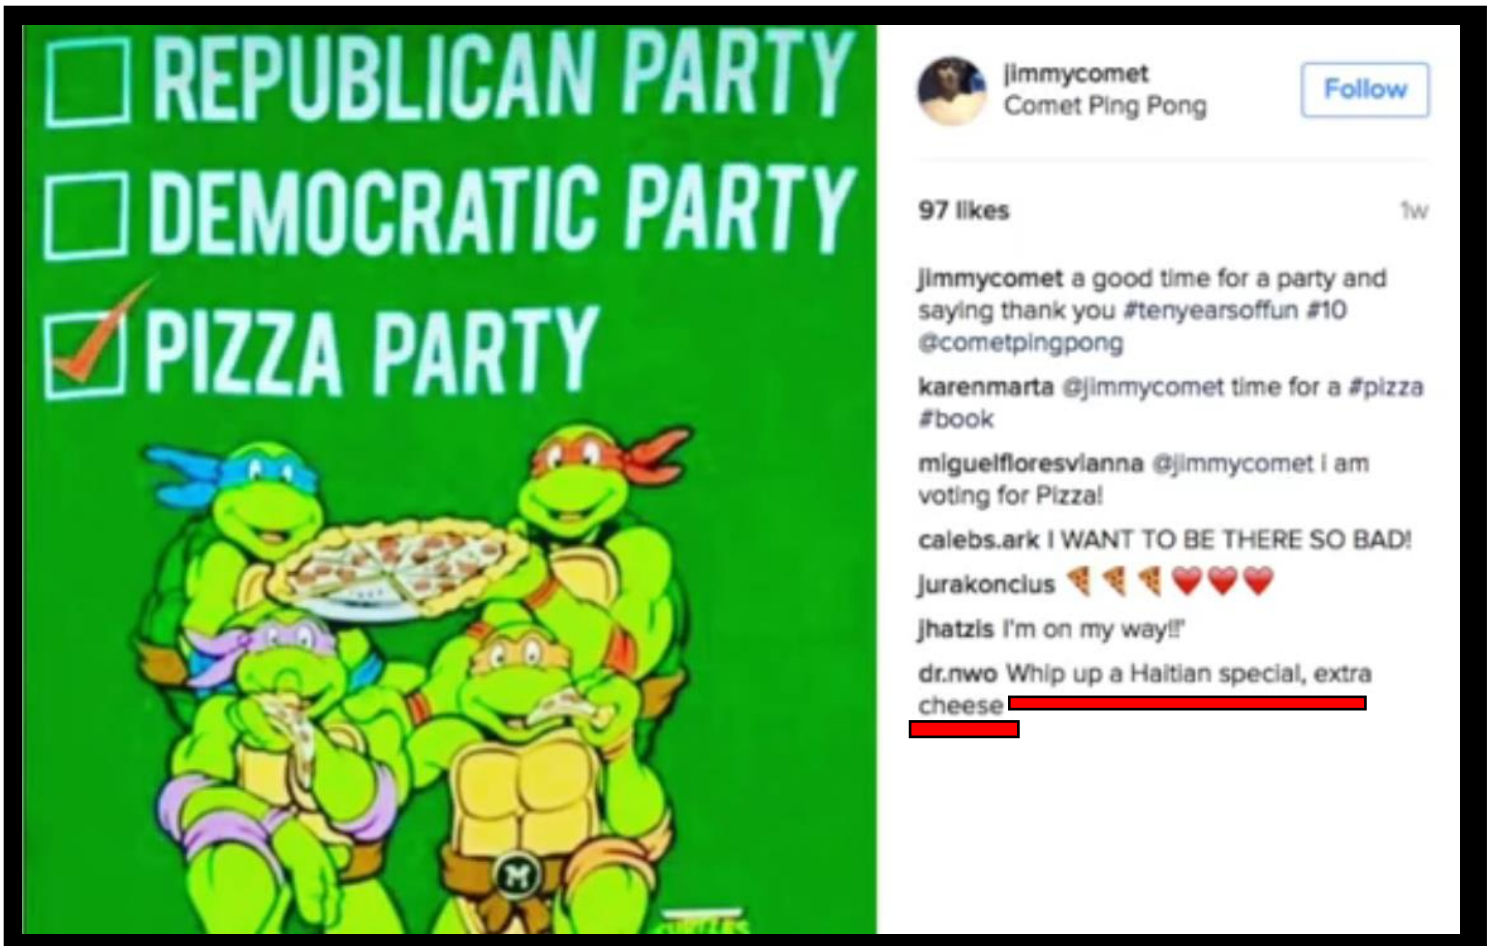 REPUBLICAN PARTY
DEMOCRATIC PARTY
PIZZA PARTY
M
jimmycomet
Comet Ping Pong
Follow
97 likes
1w
jimmycomet a good time for a party and
saying thank you #tenyearsoffun #10
@cometpingpong
karenmarta @jimmycomet time for a #pizza
#book
miguelfloresvianna @jimmycomet i am
voting for Pizza!
calebs.ark I WANT TO BE THERE SO BAD!
jurakoncius 🍕🍕🍕❤️❤️❤️
jhatzis I'm on my way!!'
dr.nwo Whip up a Haitian special, extra
cheese